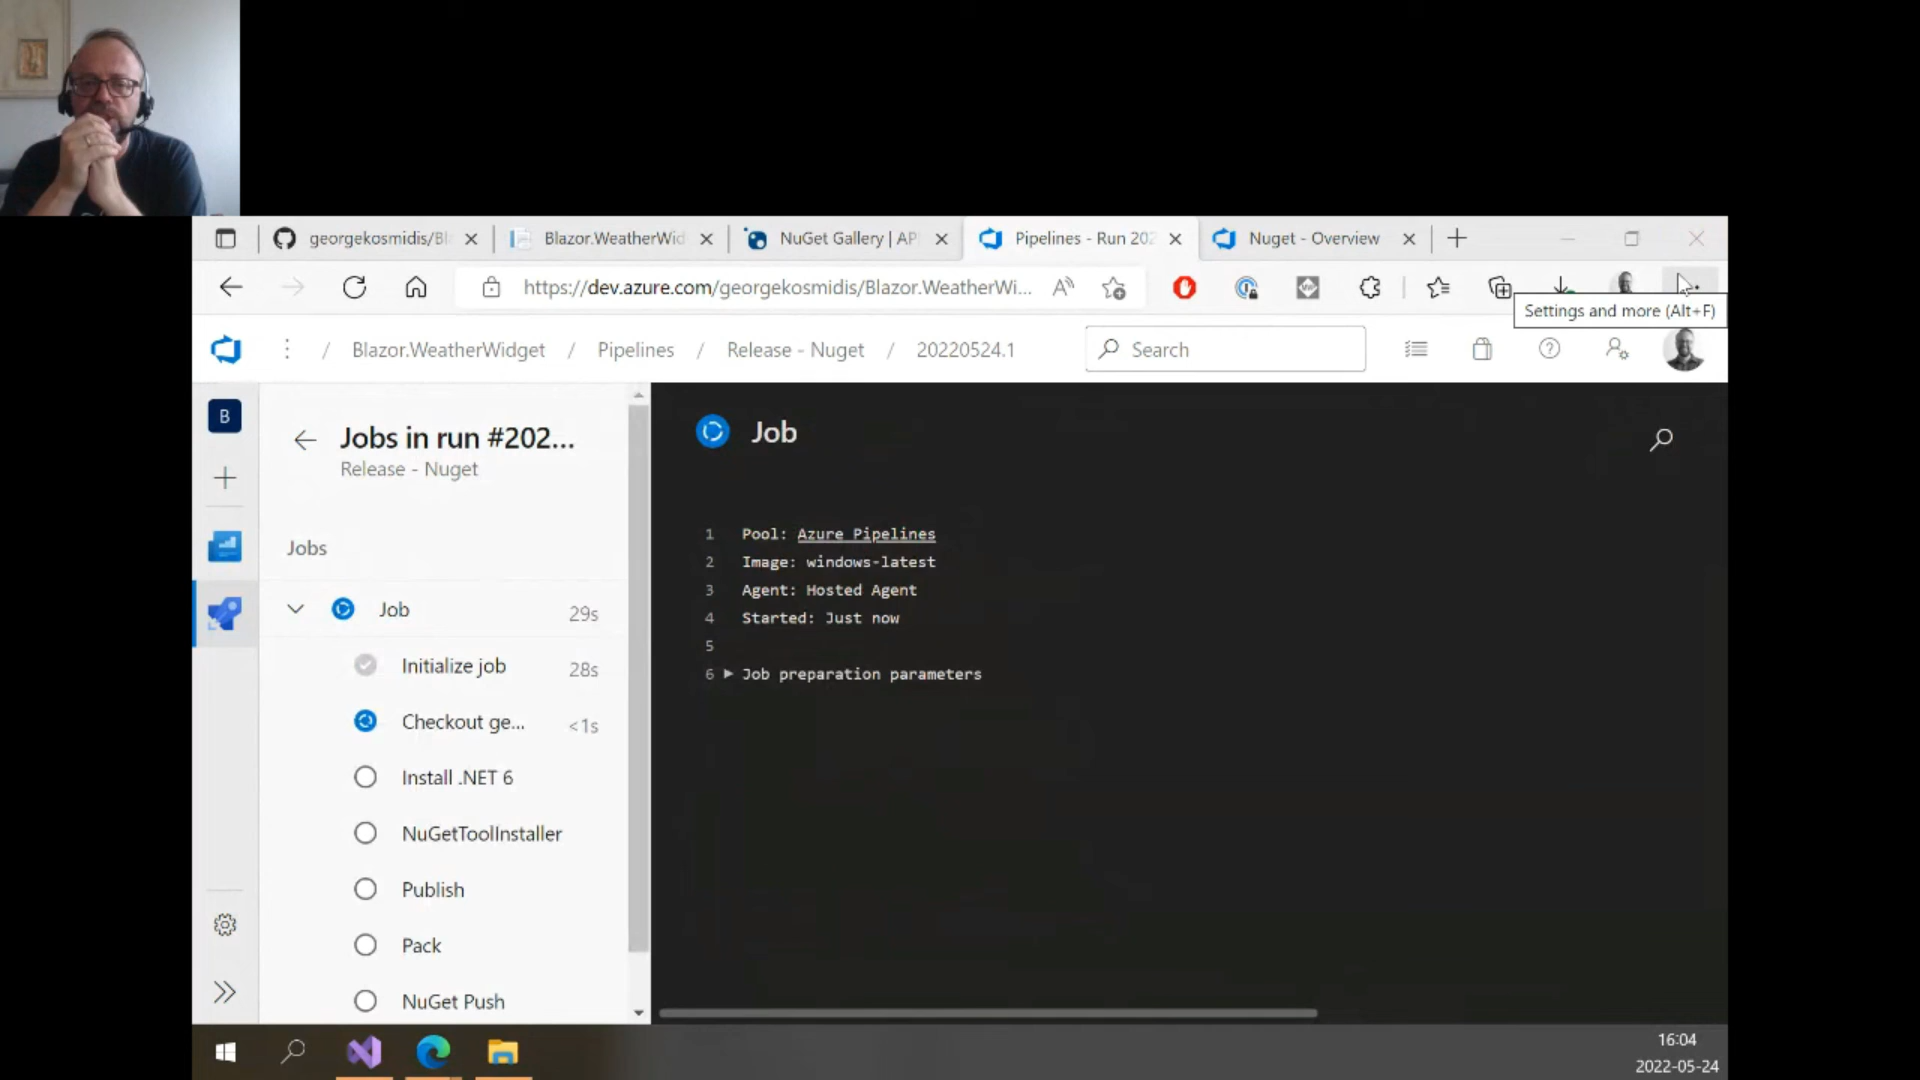 georgekosmidis/Bl
Blazor.WeatherWid
NuGet Gallery | AP
Pipelines - Run 202
Nuget - Overview
https://dev.azure.com/georgekosmidis/Blazor.WeatherWi...
Settings and more (Alt+F)
/ Blazor.WeatherWidget / Pipelines / Release - Nuget / 20220524.1
Search
B
Jobs in run #202...
Release - Nuget
Jobs
Job 29s
Initialize job 28s
Checkout ge... <1s
Install .NET 6
NuGetToolInstaller
Publish
Pack
NuGet Push
Job
1 Pool: Azure Pipelines
2 Image: windows-latest
3 Agent: Hosted Agent
4 Started: Just now
5
6 Job preparation parameters
16:04
2022-05-24